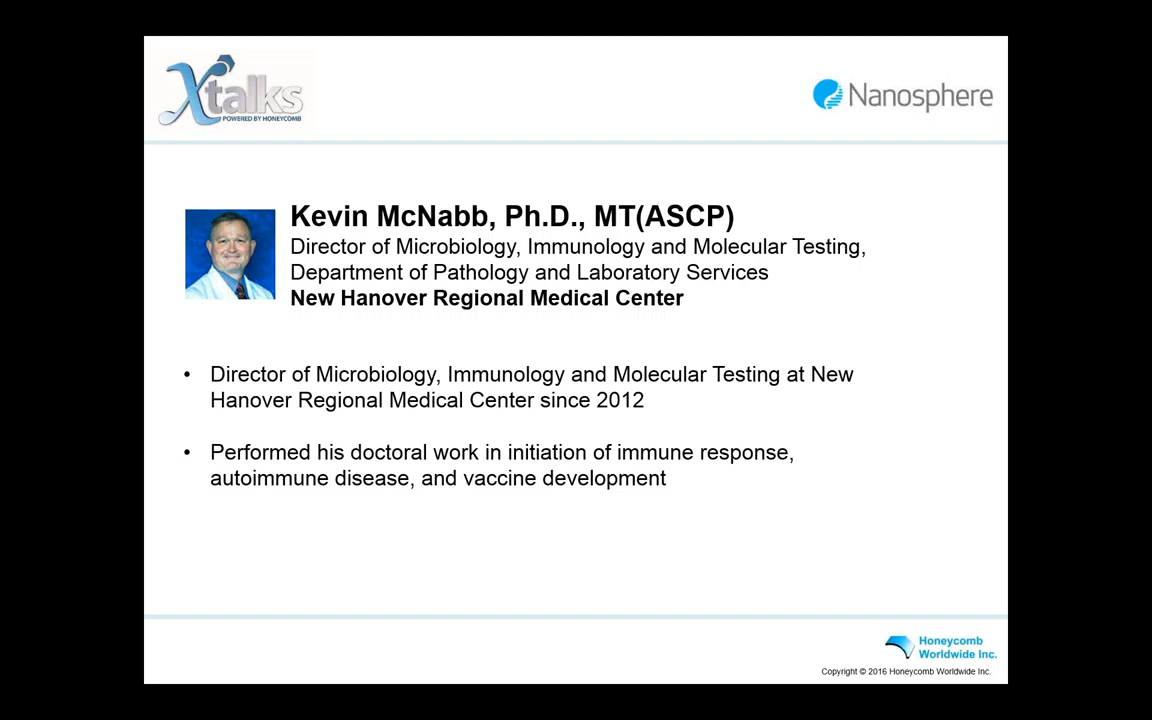 Xtalks
POWERED BY HONEYCOMB
Nanosphere
Kevin McNabb, Ph.D., MT(ASCP)
Director of Microbiology, Immunology and Molecular Testing,
Department of Pathology and Laboratory Services
New Hanover Regional Medical Center
• Director of Microbiology, Immunology and Molecular Testing at New
Hanover Regional Medical Center since 2012
• Performed his doctoral work in initiation of immune response,
autoimmune disease, and vaccine development
Honeycomb
Worldwide Inc.
Copyright © 2016 Honeycomb Worldwide Inc.